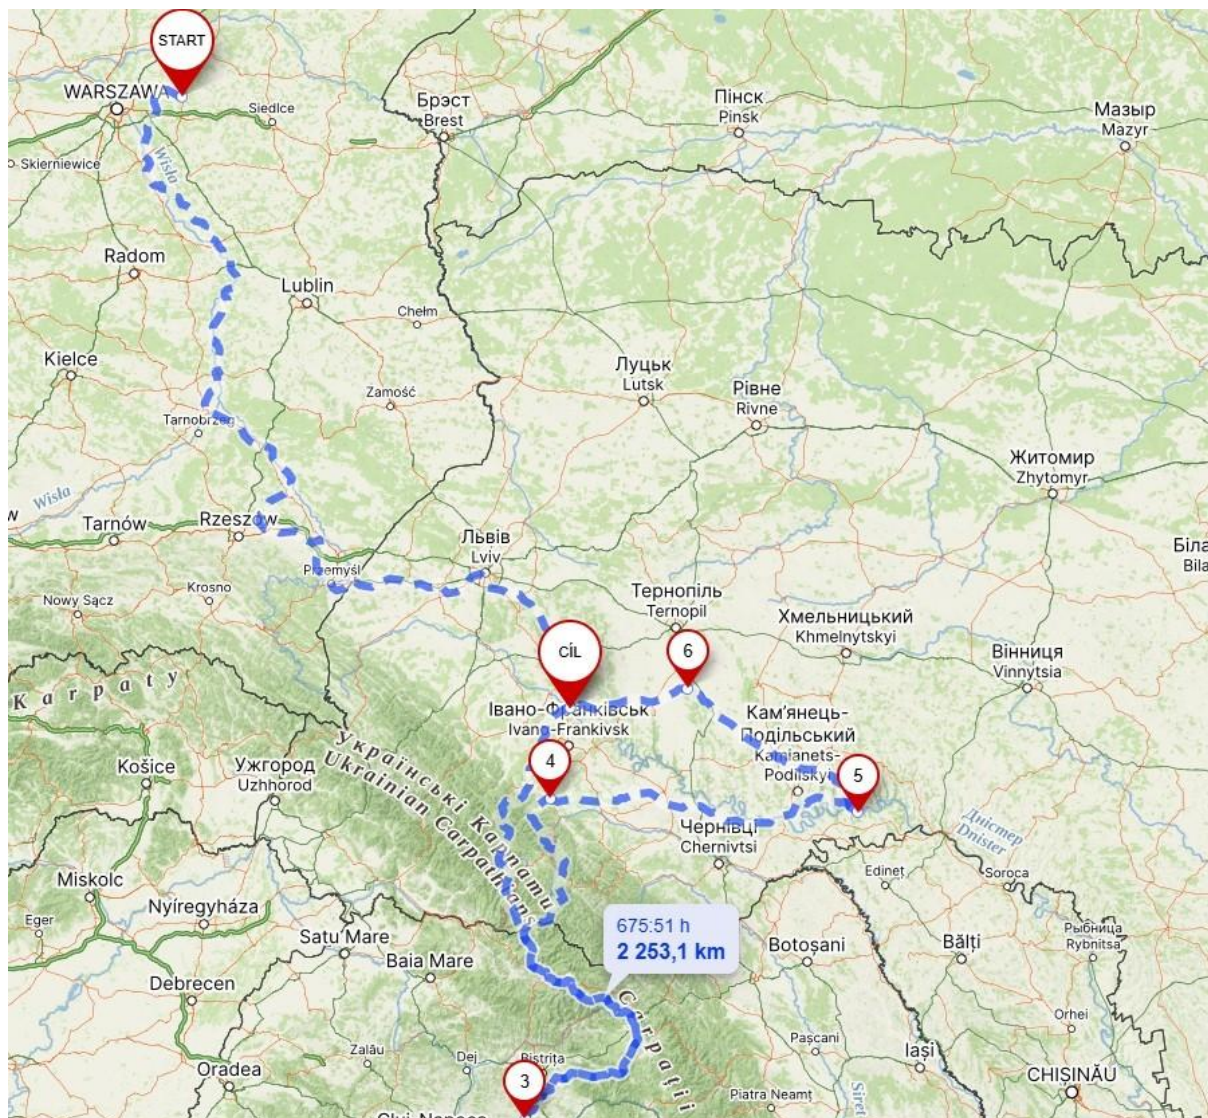 START
WARSZAWA
Siedlce
Брэст
Brest
Пінск
Pinsk
Мазыр
Mazyr
Skierniewice
Wisła
Radom
Lublin
Chełm
Kielce
Луцьк
Lutsk
Рівне
Rivne
Zamość
Tarnobrzeg
Житомир
Zhytomyr
Wisła
Tarnów
Rzeszów
Львів
Lviv
Przemyśl
Krosno
Nowy Sącz
Тернопіль
Ternopil
Хмельницький
Khmelnytskyi
Вінниця
Vinnytsia
CÍL
6
Karpaty
Івано-Франківськ
Ivano-Frankivsk
Кам'янець-
Подільський
Kamianets-
Podilskyi
Українські Карпати
Ukrainian Carpathians
Košice
Ужгород
Uzhhorod
4
5
Чернівці
Chernivtsi
Дністер
Dnister
Edineț
Soroca
Miskolc
Nyíregyháza
Eger
Satu Mare
Baia Mare
675:51 h
2 253,1 km
Botoșani
Bălți
Рыбница
Rybnitsa
Debrecen
Carpații
Orhei
Pașcani
Iași
Zalău
Dej
Bistrița
Oradea
3
CHIȘINĂU
Piatra Neamț
Siret
Cluj-Napoca